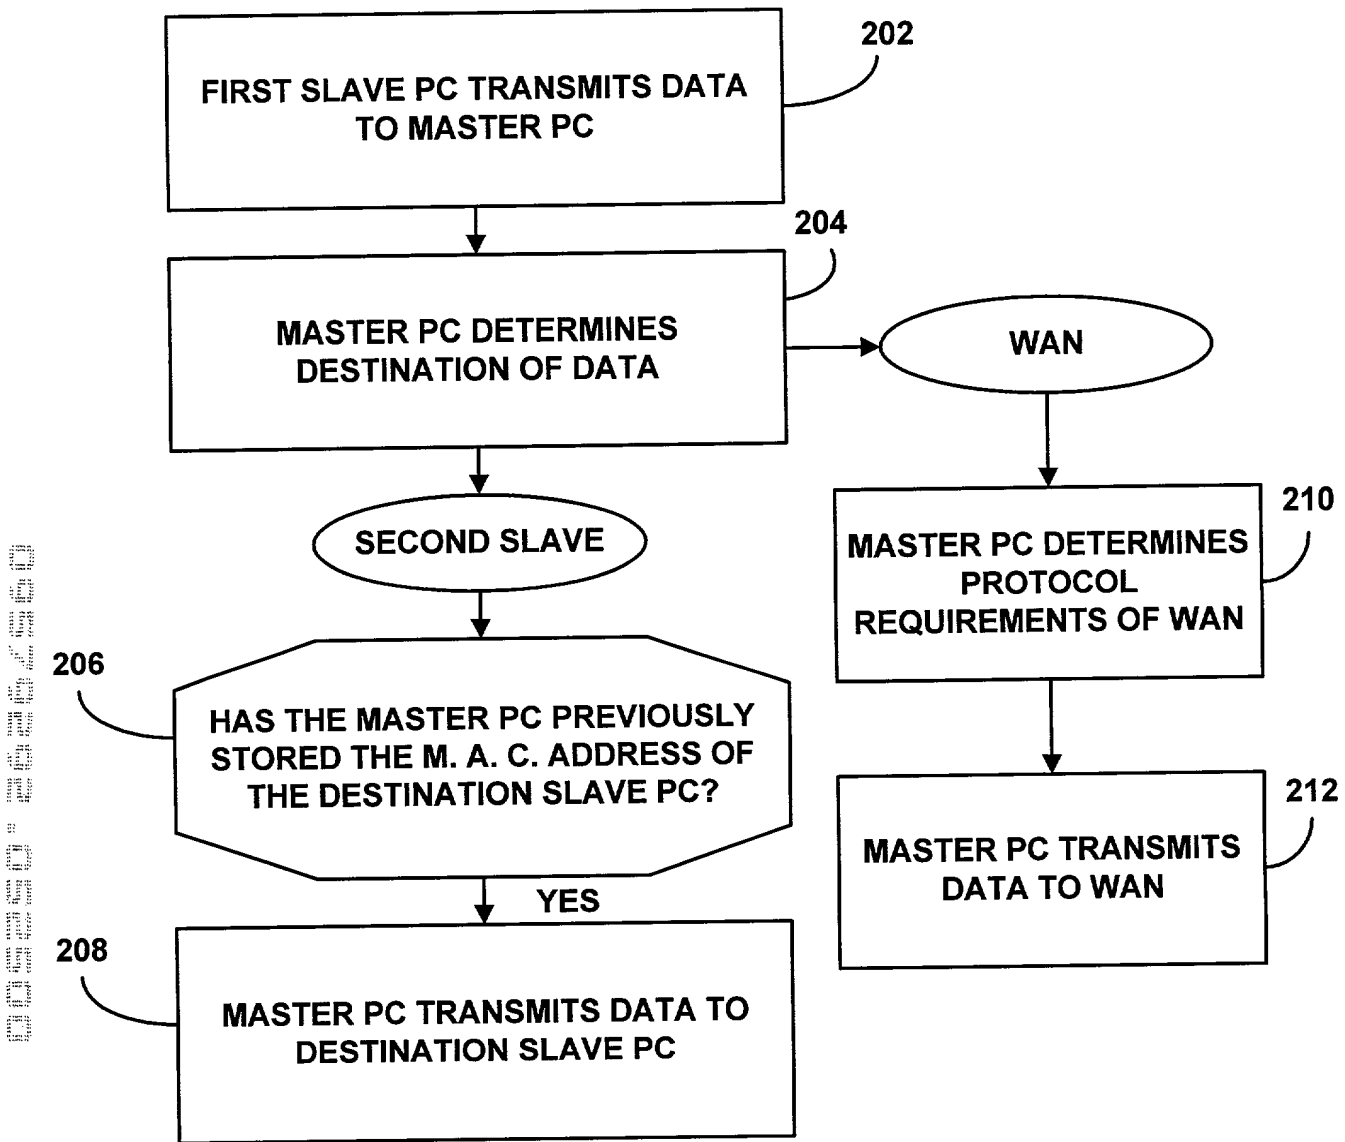 202
FIRST SLAVE PC TRANSMITS DATA
TO MASTER PC
204
MASTER PC DETERMINES
DESTINATION OF DATA
WAN
SECOND SLAVE
210
MASTER PC DETERMINES
PROTOCOL
REQUIREMENTS OF WAN
206
HAS THE MASTER PC PREVIOUSLY
STORED THE M. A. C. ADDRESS OF
THE DESTINATION SLAVE PC?
212
MASTER PC TRANSMITS
DATA TO WAN
YES
208
MASTER PC TRANSMITS DATA TO
DESTINATION SLAVE PC